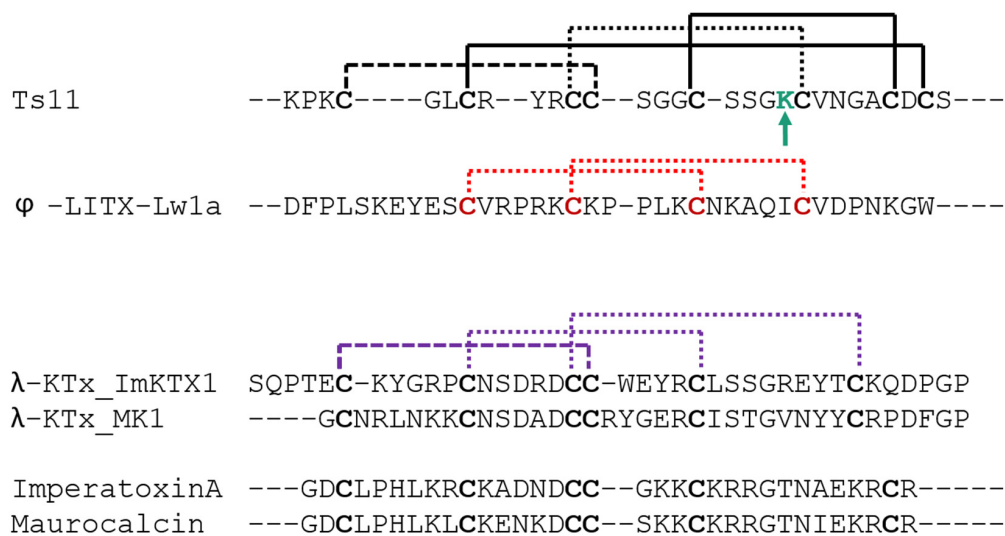 Ts11 --KPKC----GLCR--YRCC--SGGC-SSGKCVNGACDCS---
φ -LITX-Lw1a --DFPLSKEYESCVRPRKCKP-PLKCNKAQICVDPNKGW----
λ-KTx_ImKTX1 SQPTEC-KYGRPCNSDRDCC-WEYRCLSSGREYTCKQDPGP
λ-KTx_MK1 ----GCNRLNKKCNSDADCCRYGERCISTGVNYYCRPDFGP
ImperatoxinA ---GDCLPHLKRCKADNDCC--GKKCKRRGTNAEKRCR-----
Maurocalcin ---GDCLPHLKLCKENKDCC--SKKCKRRGTNIEKRCR-----